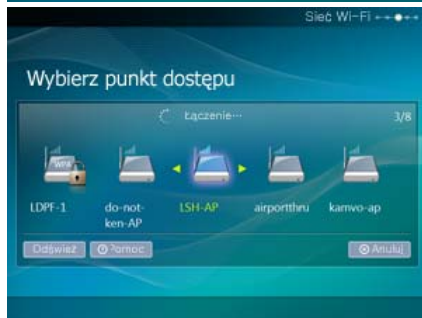 Sieć Wi-Fi
Wybierz punkt dostępu
Łączenie...
3/8
WPA
LDPF-1
do-not-ken-AP
LSH-AP
airportthru
kamvo-ap
Odśwież
Pomoc
Anuluj